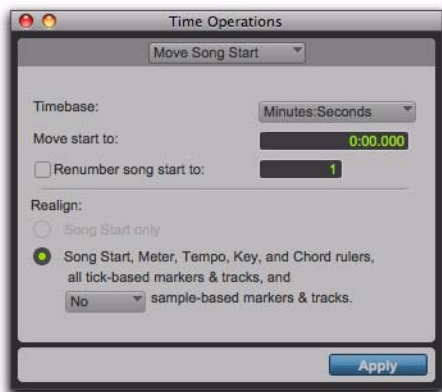 Time Operations
Move Song Start
Timebase:
Minutes:Seconds
Move start to:
0:00.000
Renumber song start to:
1
Realign:
Song Start only
Song Start, Meter, Tempo, Key, and Chord rulers,
all tick-based markers & tracks, and
No sample-based markers & tracks.
Apply